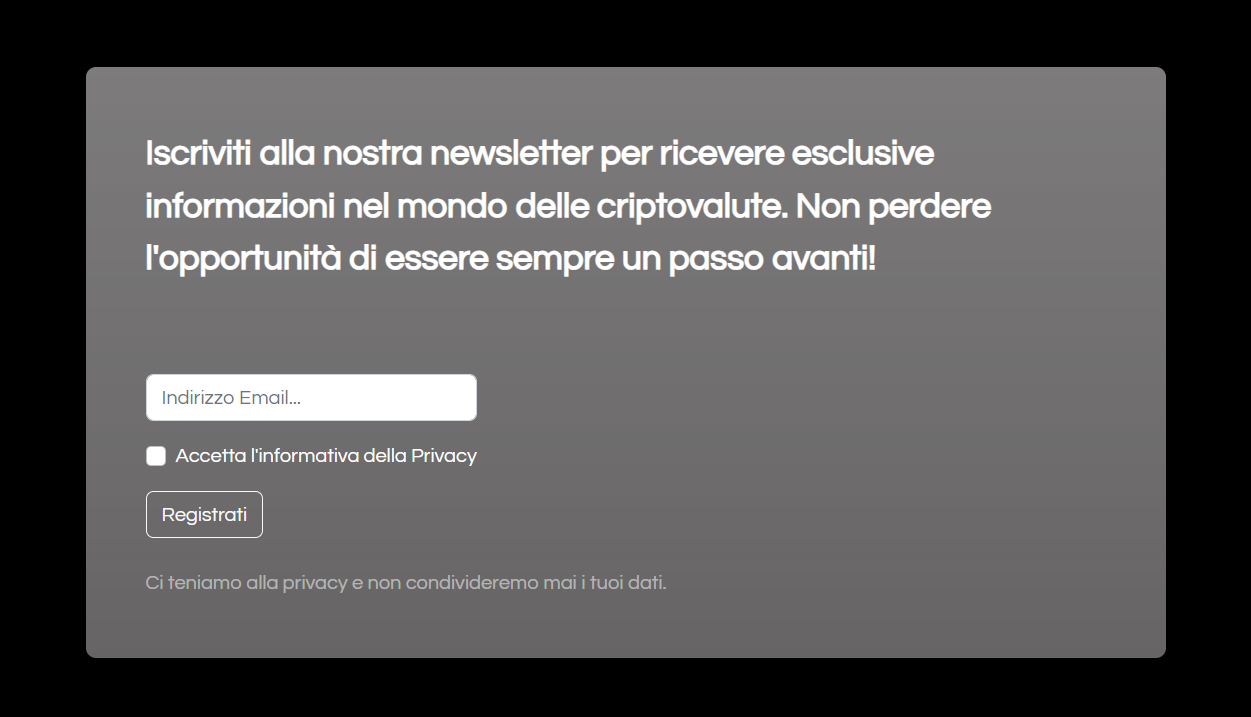 Iscriviti alla nostra newsletter per ricevere esclusive
informazioni nel mondo delle criptovalute. Non perdere
l'opportunità di essere sempre un passo avanti!
Indirizzo Email...
Accetta l'informativa della Privacy
Registrati
Ci teniamo alla privacy e non condivideremo mai i tuoi dati.